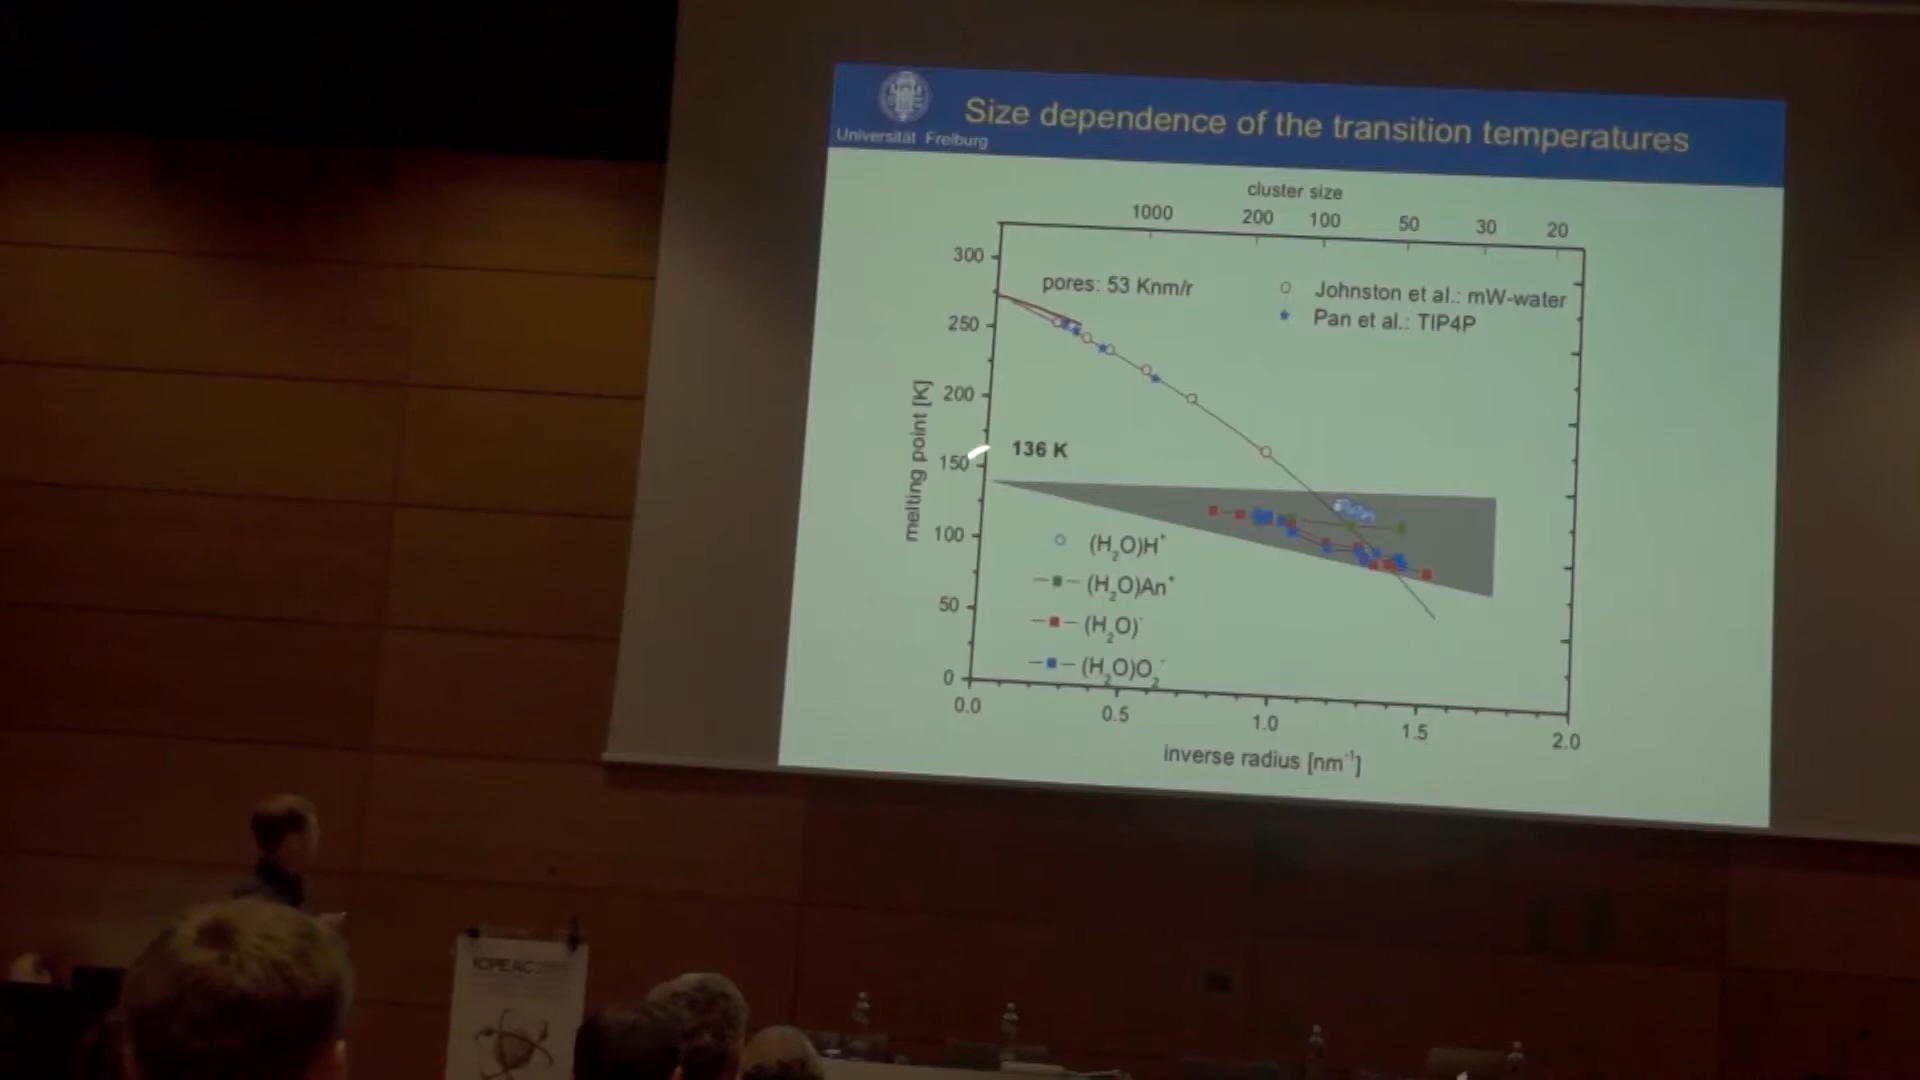 Universität Freiburg
Size dependence of the transition temperatures
cluster size
1000 200 100 50 30 20
300
250
200
150
100
50
0
melting point [K]
pores: 53 Knm/r
Johnston et al.: mW-water
Pan et al.: TIP4P
136 K
(H2O)H+
(H2O)An+
(H2O)-
(H2O)O2-
0.0 0.5 1.0 1.5 2.0
inverse radius [nm-1]
ICPEAC